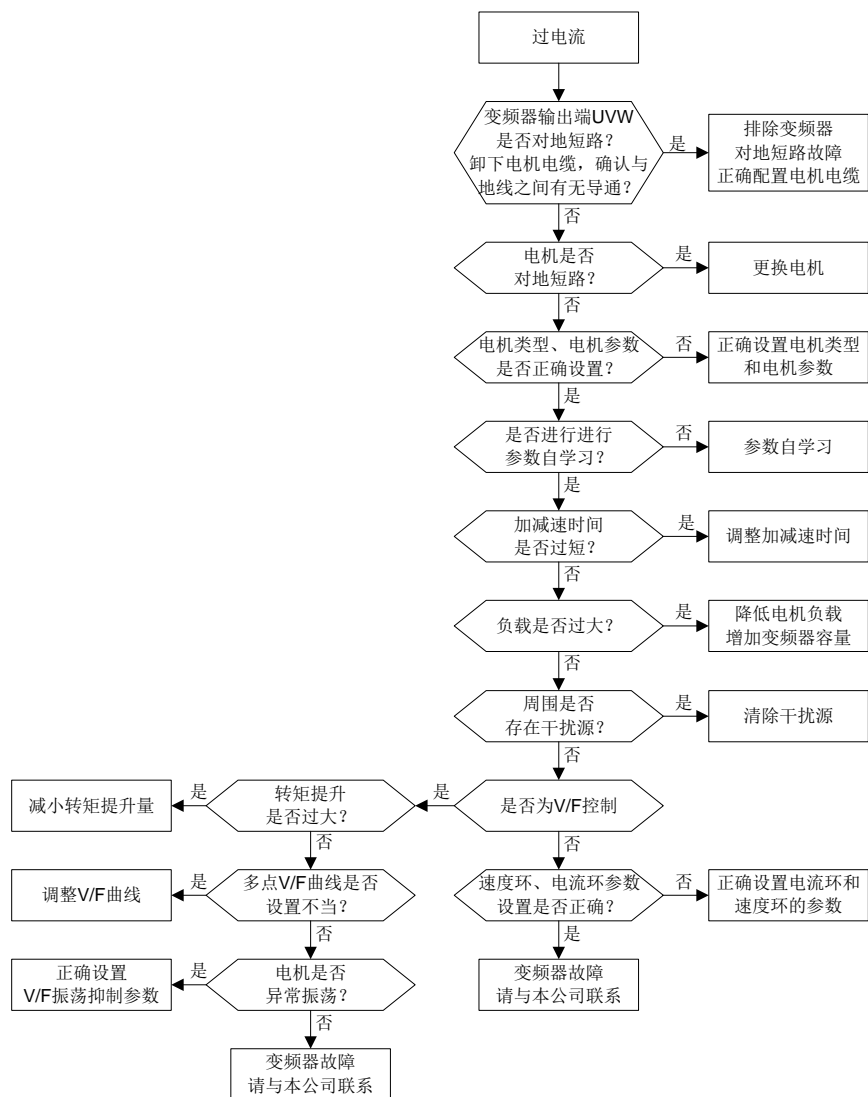 过电流
变频器输出端UVW
是否对地短路？
卸下电机电缆，确认与
地线之间有无导通？
是
排除变频器
对地短路故障
正确配置电机电缆
否
电机是否
对地短路？
是
更换电机
否
电机类型、电机参数
是否正确设置？
否
正确设置电机类型
和电机参数
是
是否进行进行
参数自学习？
否
参数自学习
是
加减速时间
是否过短？
是
调整加减速时间
否
负载是否过大？
是
降低电机负载
增加变频器容量
否
周围是否
存在干扰源？
是
清除干扰源
否
是否为V/F控制
是
转矩提升
是否过大？
是
减小转矩提升量
否
多点V/F曲线是否
设置不当？
是
调整V/F曲线
否
电机是否
异常振荡？
是
正确设置
V/F振荡抑制参数
否
变频器故障
请与本公司联系
否
速度环、电流环参数
设置是否正确？
否
正确设置电流环和
速度环的参数
是
变频器故障
请与本公司联系